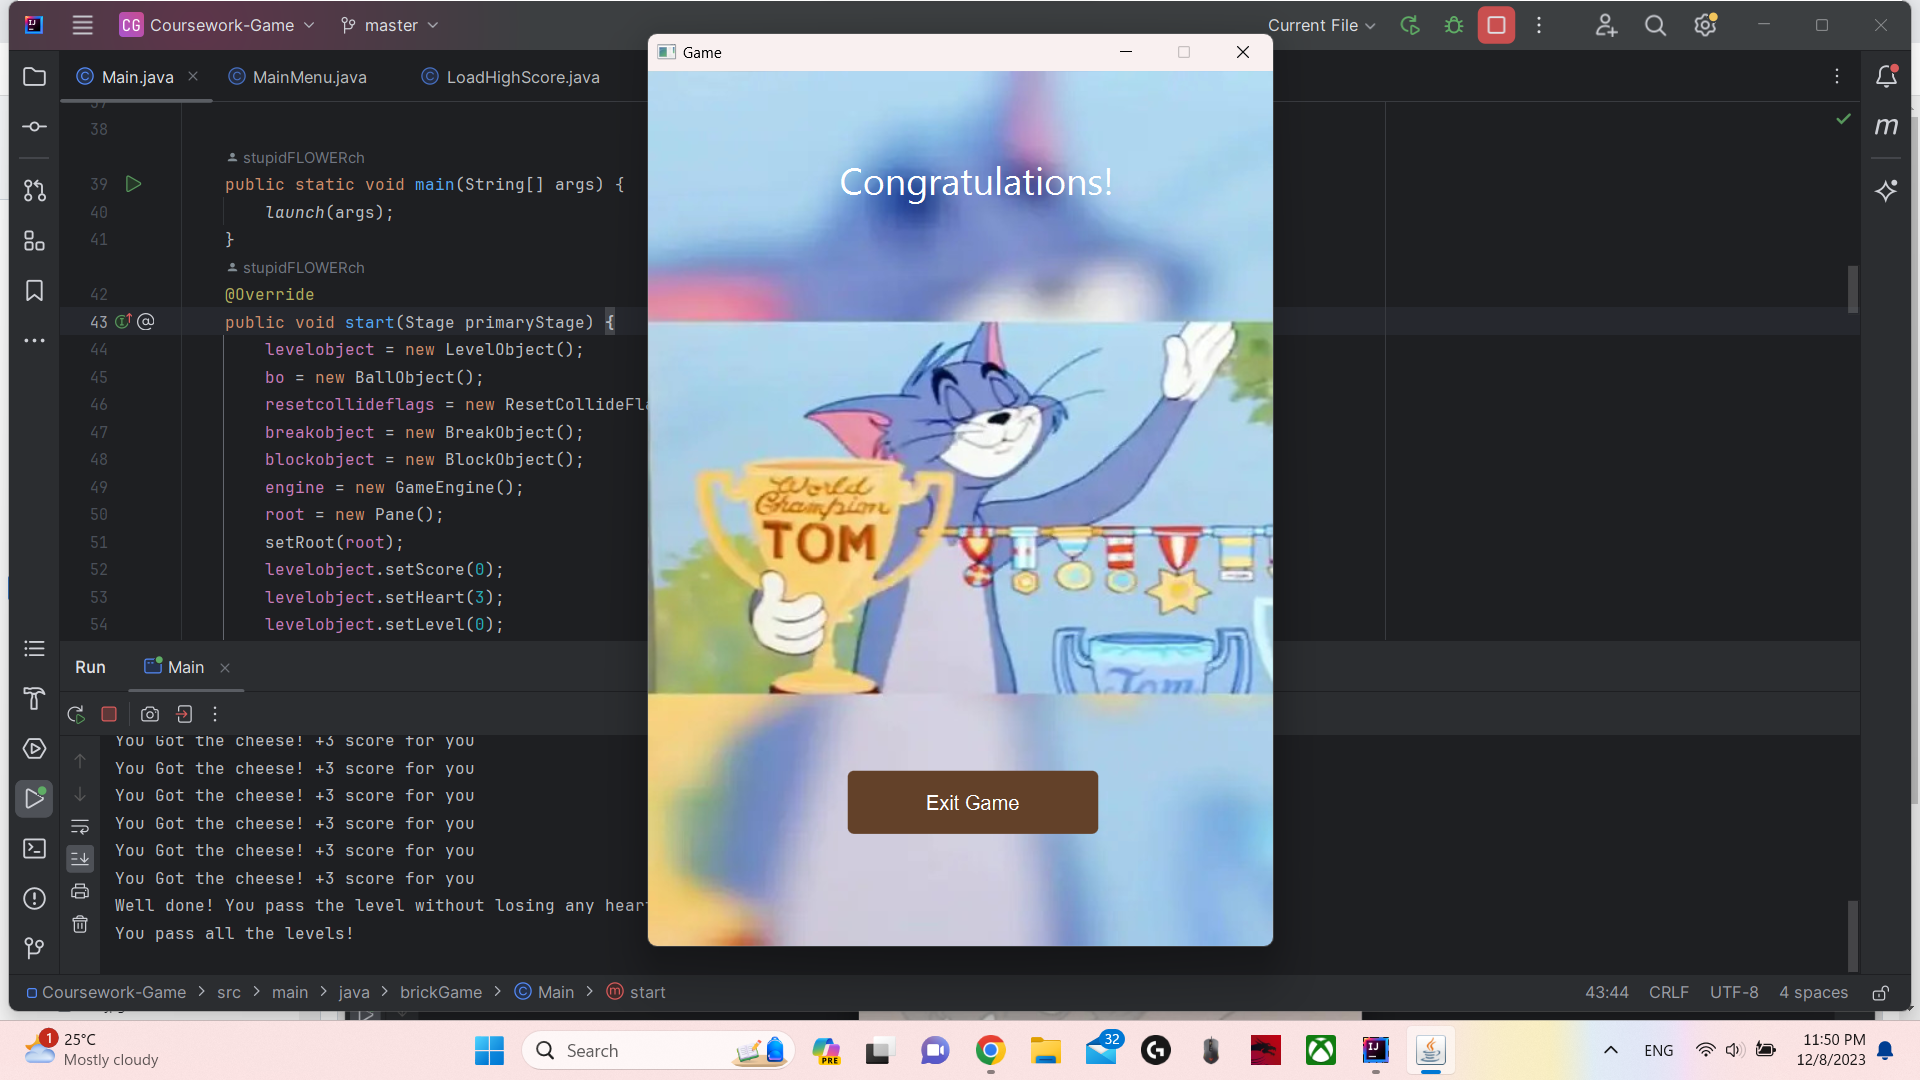 CG Coursework-Game master Current File
Main.java MainMenu.java LoadHighScore.java
37
38
stupidFLOWERch
39 public static void main(String[] args) {
40 launch(args);
41 }
stupidFLOWERch
42 @Override
43 public void start(Stage primaryStage) {
44 levelobject = new LevelObject();
45 bo = new BallObject();
46 resetcollideflags = new ResetCollideFla
47 breakobject = new BreakObject();
48 blockobject = new BlockObject();
49 engine = new GameEngine();
50 root = new Pane();
51 setRoot(root);
52 levelobject.setScore(0);
53 levelobject.setHeart(3);
54 levelobject.setLevel(0);
Game
Congratulations!
World
Champion
TOM
Tom
Exit Game
Run Main
You Got the cheese! +3 score for you
You Got the cheese! +3 score for you
You Got the cheese! +3 score for you
You Got the cheese! +3 score for you
You Got the cheese! +3 score for you
You Got the cheese! +3 score for you
Well done! You pass the level without losing any hear
You pass all the levels!
Coursework-Game > src > main > java > brickGame > Main > start 43:44 CRLF UTF-8 4 spaces
1 25°C
Mostly cloudy
Search
PRE
32
ENG
11:50 PM
12/8/2023